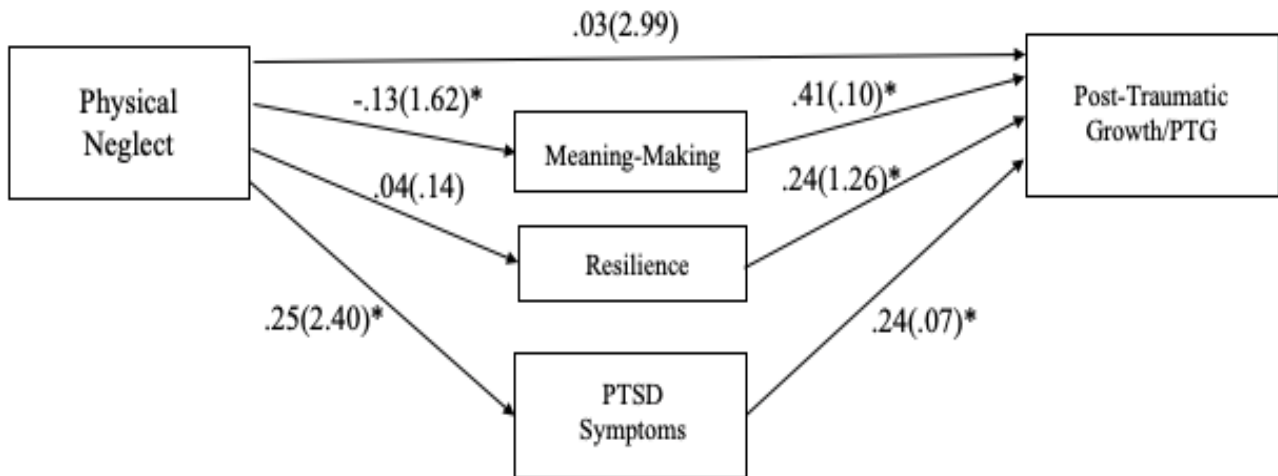 .03(2.99)
Physical
Neglect
-.13(1.62)*
.41(.10)*
Post-Traumatic
Growth/PTG
Meaning-Making
.04(.14)
.24(1.26)*
Resilience
.25(2.40)*
.24(.07)*
PTSD
Symptoms